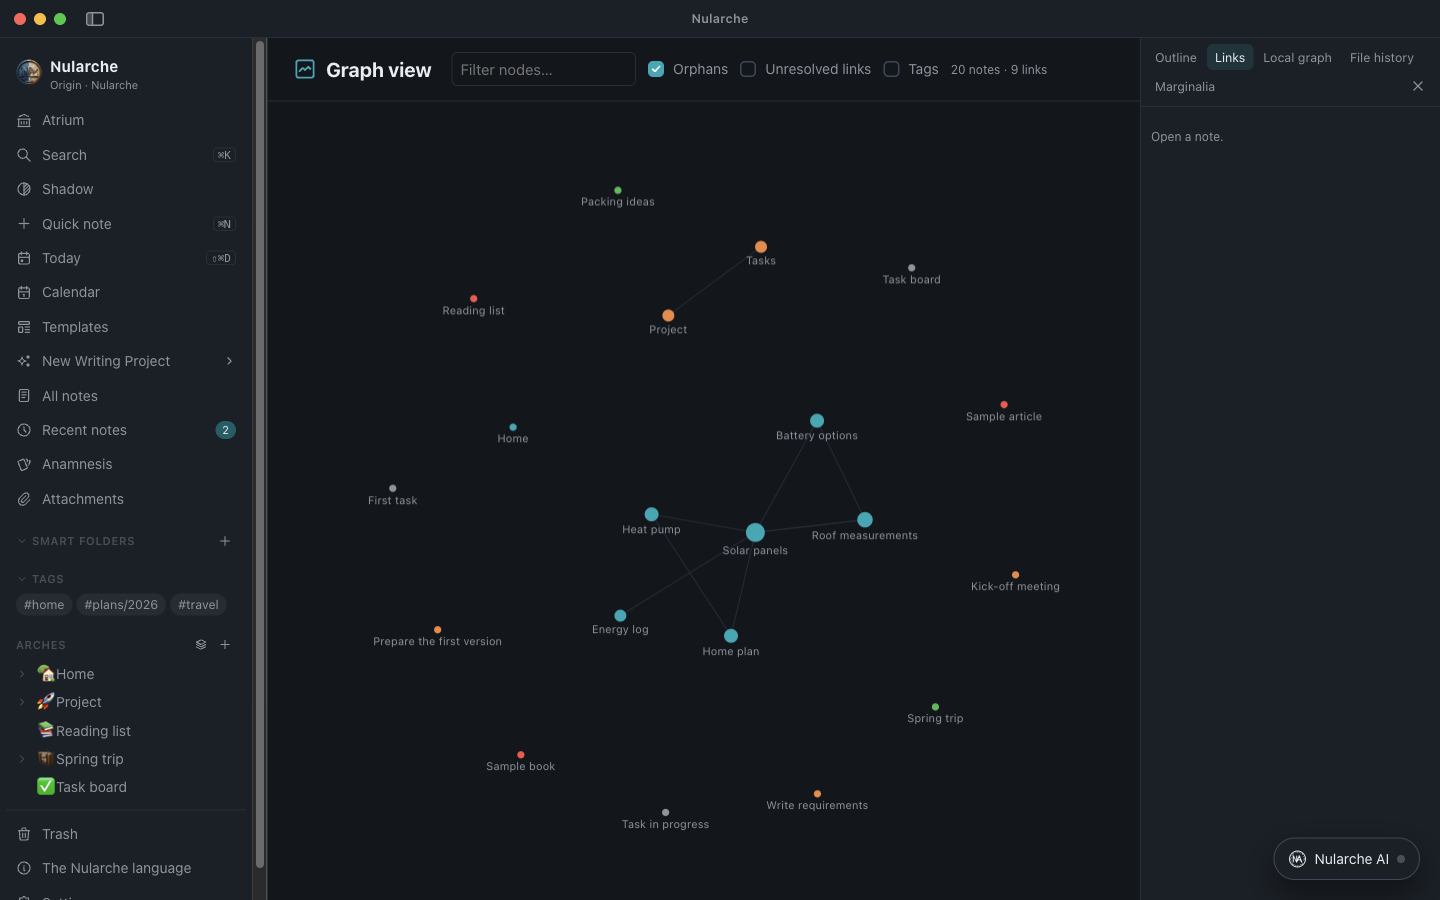 Nularche
Nularche
Origin · Nularche
Atrium
Search ⌘K
Shadow
Quick note ⌘N
Today ⇧⌘D
Calendar
Templates
New Writing Project
All notes
Recent notes 2
Anamnesis
Attachments
SMART FOLDERS
TAGS
#home #plans/2026 #travel
ARCHES
Home
Project
Reading list
Spring trip
Task board
Trash
The Nularche language
Graph view
Filter nodes...
Orphans Unresolved links Tags 20 notes · 9 links
Packing ideas
Tasks
Task board
Reading list
Project
Sample article
Battery options
Home
First task
Heat pump
Roof measurements
Solar panels
Kick-off meeting
Energy log
Prepare the first version
Home plan
Spring trip
Sample book
Write requirements
Task in progress
Outline Links Local graph File history
Marginalia
Open a note.
Nularche AI